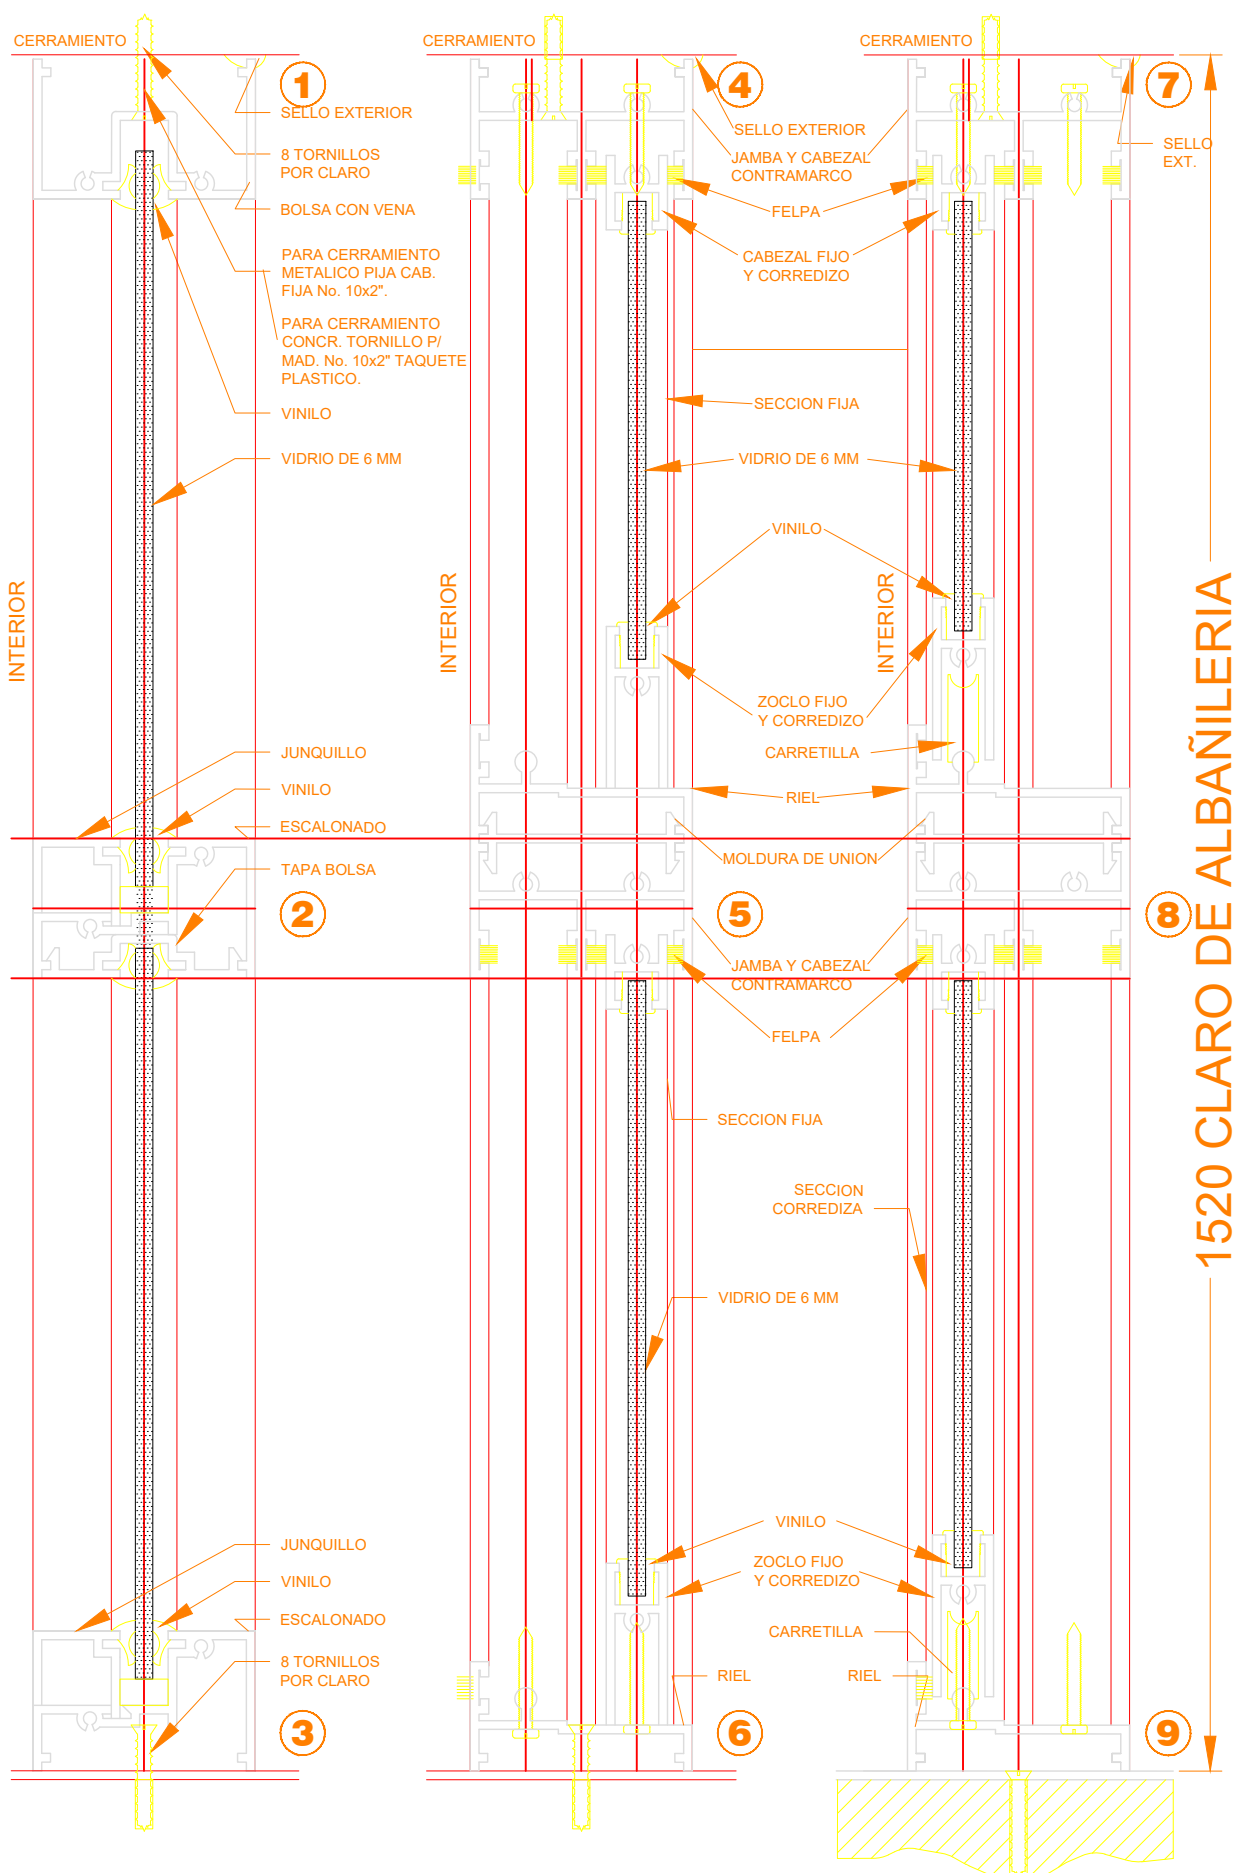 CERRAMIENTO
1
SELLO EXTERIOR
8 TORNILLOS
POR CLARO
BOLSA CON VENA
PARA CERRAMIENTO
METALICO PIJA CAB.
FIJA No. 10x2".
PARA CERRAMIENTO
CONCR. TORNILLO P/
MAD. No. 10x2" TAQUETE
PLASTICO.
VINILO
VIDRIO DE 6 MM
INTERIOR
JUNQUILLO
VINILO
ESCALONADO
TAPA BOLSA
2
JUNQUILLO
VINILO
ESCALONADO
8 TORNILLOS
POR CLARO
3
CERRAMIENTO
4
SELLO EXTERIOR
JAMBA Y CABEZAL
CONTRAMARCO
FELPA
CABEZAL FIJO
Y CORREDIZO
SECCION FIJA
VIDRIO DE 6 MM
VINILO
INTERIOR
ZOCLO FIJO
Y CORREDIZO
CARRETILLA
RIEL
MOLDURA DE UNION
5
JAMBA Y CABEZAL
CONTRAMARCO
FELPA
SECCION FIJA
SECCION
CORREDIZA
VIDRIO DE 6 MM
VINILO
ZOCLO FIJO
Y CORREDIZO
CARRETILLA
RIEL
RIEL
6
CERRAMIENTO
7
SELLO
EXT.
INTERIOR
8
9
1520 CLARO DE ALBAÑILERIA